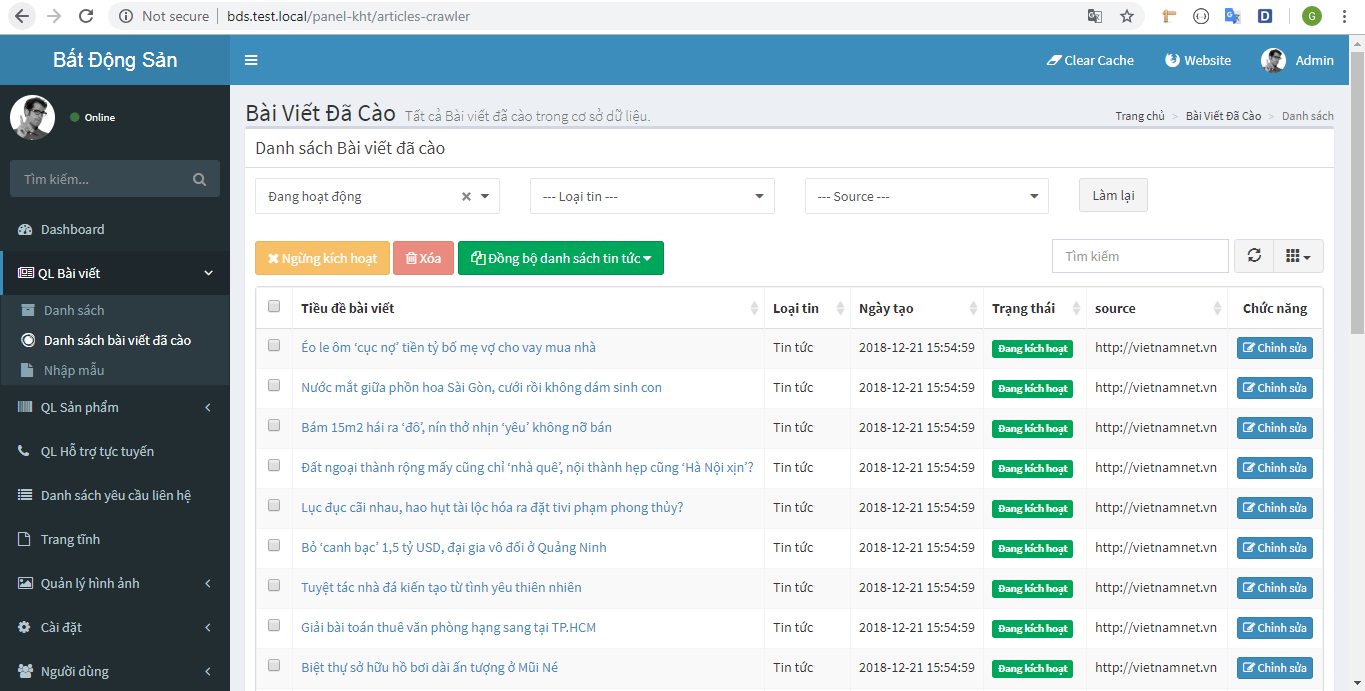 Not secure bds.test.local/panel-kht/articles-crawler
G
D
Bất Động Sản
Clear Cache Website Admin
Online
Tìm kiếm...
Dashboard
QL Bài viết
Danh sách
Danh sách bài viết đã cào
Nhập mẫu
QL Sản phẩm
QL Hỗ trợ tực tuyến
Danh sách yêu cầu liên hệ
Trang tĩnh
Quản lý hình ảnh
Cài đặt
Người dùng
Bài Viết Đã Cào Tất cả Bài viết đã cào trong cơ sở dữ liệu.
Trang chủ > Bài Viết Đã Cào > Danh sách
Danh sách Bài viết đã cào
Đang hoạt động × --- Loại tin --- --- Source --- Làm lại
Ngừng kích hoạt Xóa Đồng bộ danh sách tin tức Tìm kiếm
Tiều đề bài viết Loại tin Ngày tạo Trạng thái source Chức năng
Éo le ôm ‘cục nợ’ tiền tỷ bố mẹ vợ cho vay mua nhà Tin tức 2018-12-21 15:54:59 Đang kích hoạt http://vietnamnet.vn Chỉnh sửa
Nước mắt giữa phồn hoa Sài Gòn, cưới rồi không dám sinh con Tin tức 2018-12-21 15:54:59 Đang kích hoạt http://vietnamnet.vn Chỉnh sửa
Bám 15m2 hái ra ‘đô’, nín thở nhịn ‘yêu’ không nỡ bán Tin tức 2018-12-21 15:54:59 Đang kích hoạt http://vietnamnet.vn Chỉnh sửa
Đất ngoại thành rộng mấy cũng chỉ ‘nhà quê’, nội thành hẹp cũng ‘Hà Nội xịn’? Tin tức 2018-12-21 15:54:59 Đang kích hoạt http://vietnamnet.vn Chỉnh sửa
Lục đục cãi nhau, hao hụt tài lộc hóa ra đặt tivi phạm phong thủy? Tin tức 2018-12-21 15:54:59 Đang kích hoạt http://vietnamnet.vn Chỉnh sửa
Bỏ ‘canh bạc’ 1,5 tỷ USD, đại gia vô đối ở Quảng Ninh Tin tức 2018-12-21 15:54:59 Đang kích hoạt http://vietnamnet.vn Chỉnh sửa
Tuyệt tác nhà đá kiến tạo từ tình yêu thiên nhiên Tin tức 2018-12-21 15:54:59 Đang kích hoạt http://vietnamnet.vn Chỉnh sửa
Giải bài toán thuê văn phòng hạng sang tại TP.HCM Tin tức 2018-12-21 15:54:59 Đang kích hoạt http://vietnamnet.vn Chỉnh sửa
Biệt thự sở hữu hồ bơi dài ấn tượng ở Mũi Né Tin tức 2018-12-21 15:54:59 Đang kích hoạt http://vietnamnet.vn Chỉnh sửa